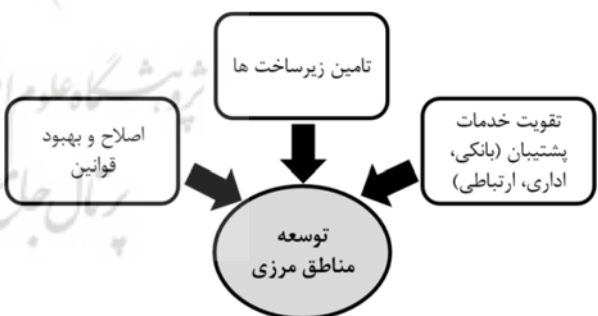 تامین زیرساخت ها
تقویت خدمات
پشتیبان (بانکی،
اداری، ارتباطی)
اصلاح و بهبود
قوانین
توسعه
مناطق مرزی